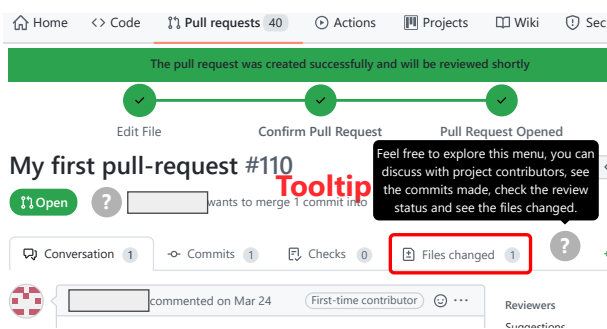 Home <> Code Pull requests 40 Actions Projects Wiki Sec
The pull request was created successfully and will be reviewed shortly
Edit File Confirm Pull Request Pull Request Opened
My first pull-request #110
Feel free to explore this menu, you can
discuss with project contributors, see
the commits made, check the review
status and see the files changed.
Tooltip
Open ? wants to merge 1 commit into
Conversation 1 Commits 1 Checks 0 Files changed 1 ? +
commented on Mar 24 First-time contributor ...
Reviewers
Suggestions